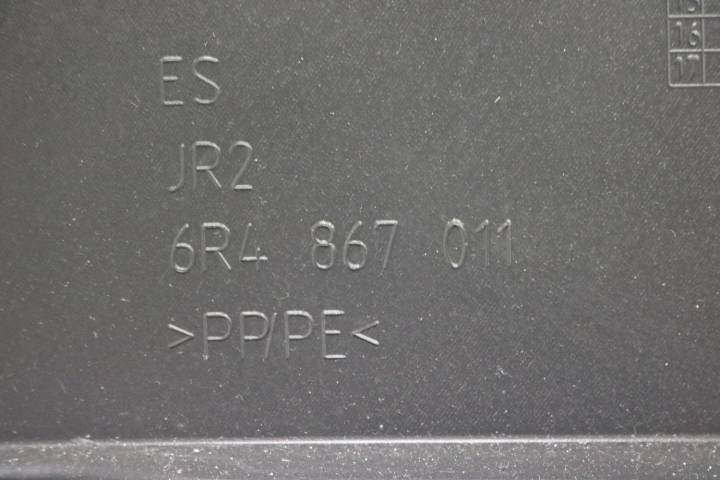 ES
JR2
6R4 867 011
>PP/PE<
16
17